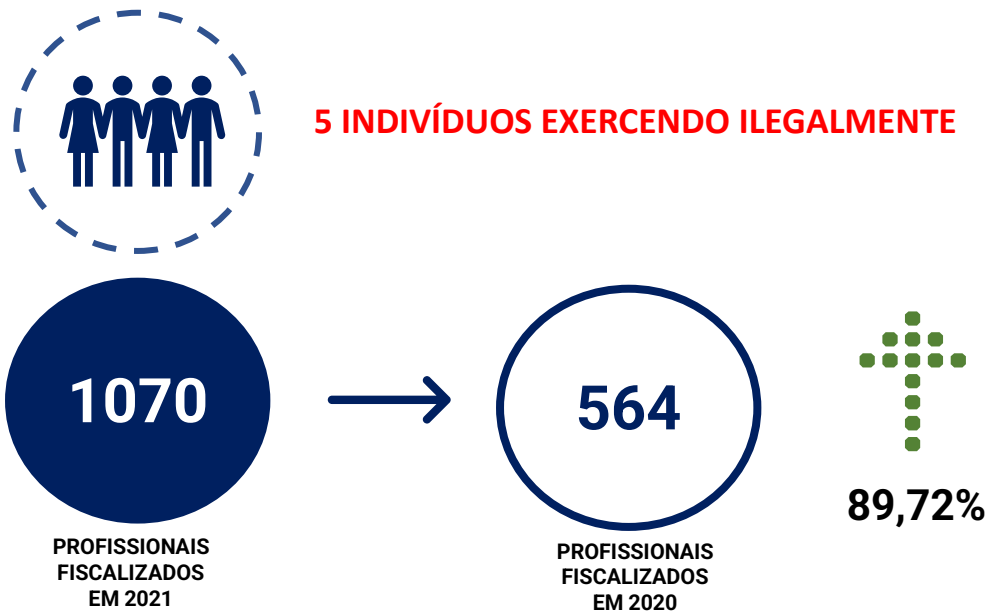 5 INDIVÍDUOS EXERCENDO ILEGALMENTE
1070
564
89,72%
PROFISSIONAIS
FISCALIZADOS
EM 2021
PROFISSIONAIS
FISCALIZADOS
EM 2020